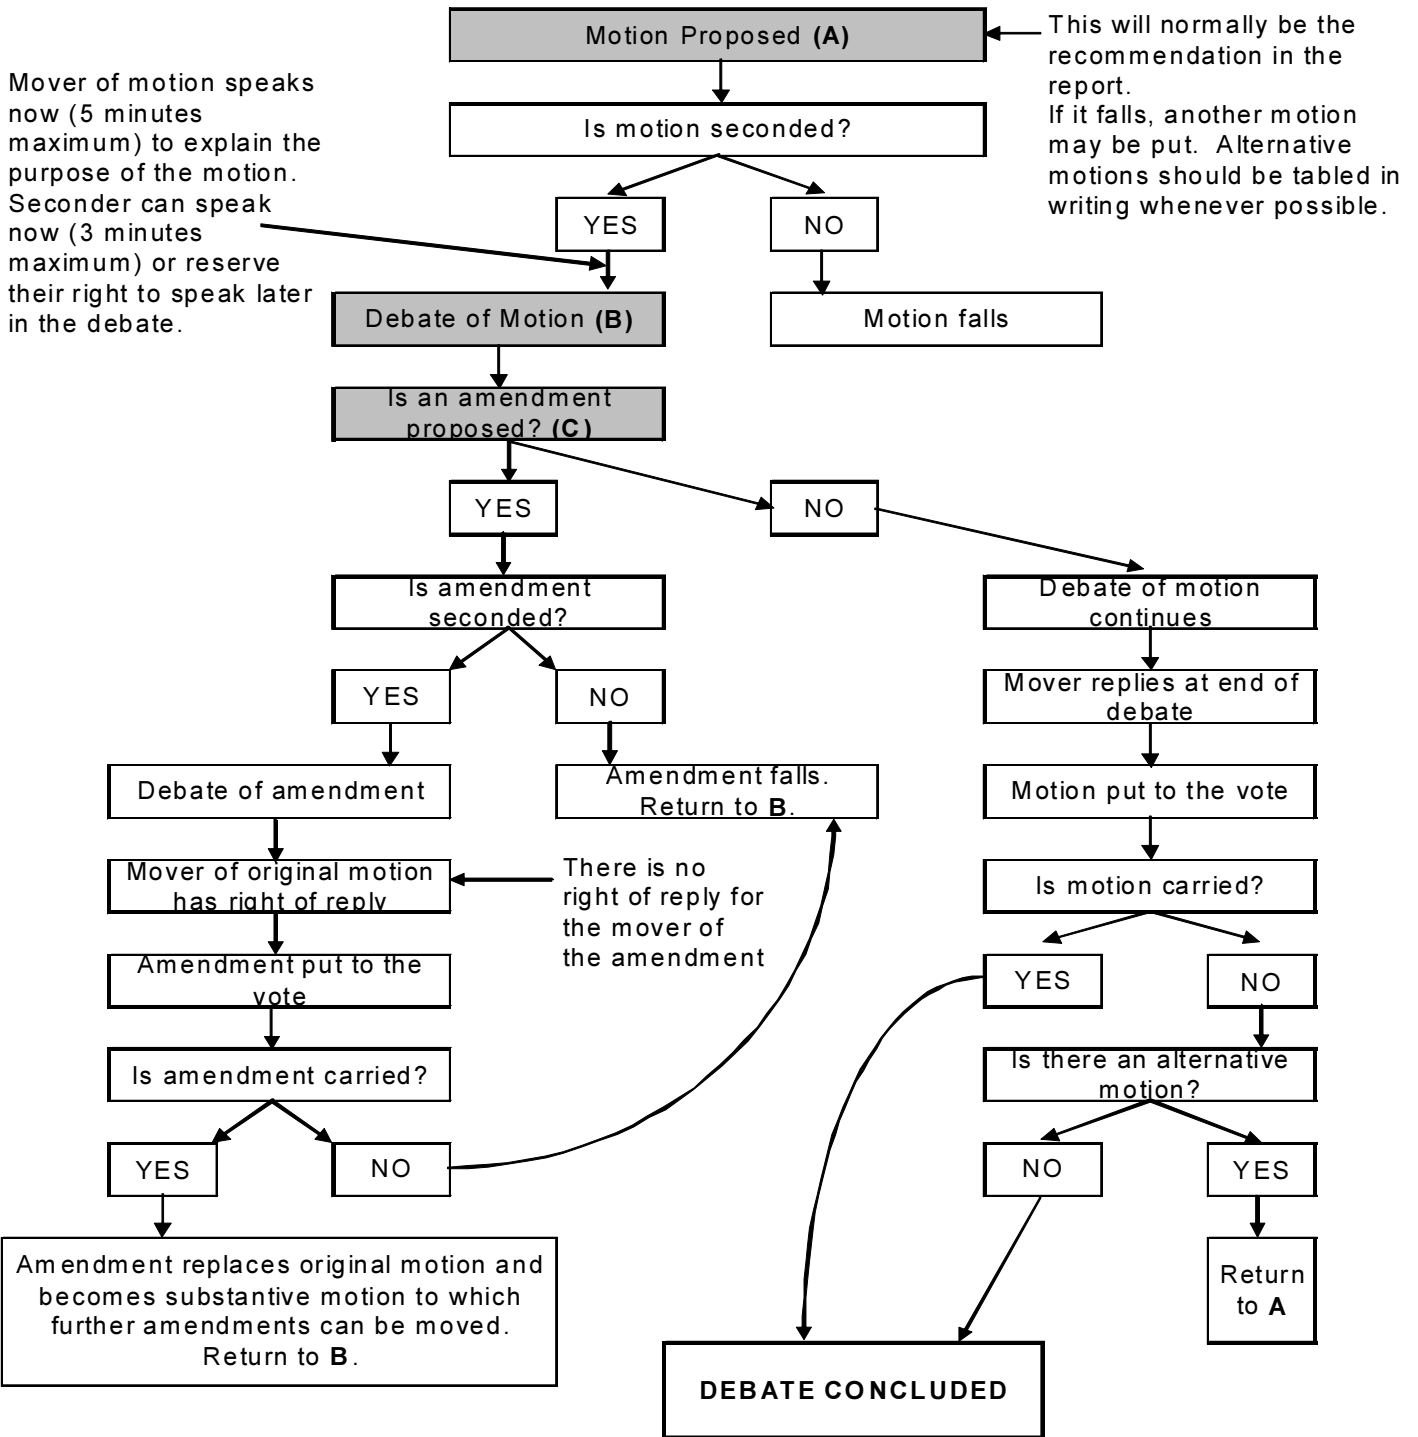 Motion Proposed (A)
This will normally be the
recommendation in the
report.
If it falls, another motion
may be put. Alternative
motions should be tabled in
writing whenever possible.
Mover of motion speaks
now (5 minutes
maximum) to explain the
purpose of the motion.
Seconder can speak
now (3 minutes
maximum) or reserve
their right to speak later
in the debate.
Is motion seconded?
YES
NO
Debate of Motion (B)
Motion falls
Is an amendment
proposed? (C)
YES
NO
Is amendment
seconded?
Debate of motion
continues
YES
NO
Mover replies at end of
debate
Debate of amendment
Amendment falls.
Return to B.
Motion put to the vote
Mover of original motion
has right of reply
There is no
right of reply for
the mover of
the amendment
Is motion carried?
Amendment put to the
vote
YES
NO
Is amendment carried?
Is there an alternative
motion?
YES
NO
NO
YES
Amendment replaces original motion and
becomes substantive motion to which
further amendments can be moved.
Return to B.
Return
to A
DEBATE CONCLUDED